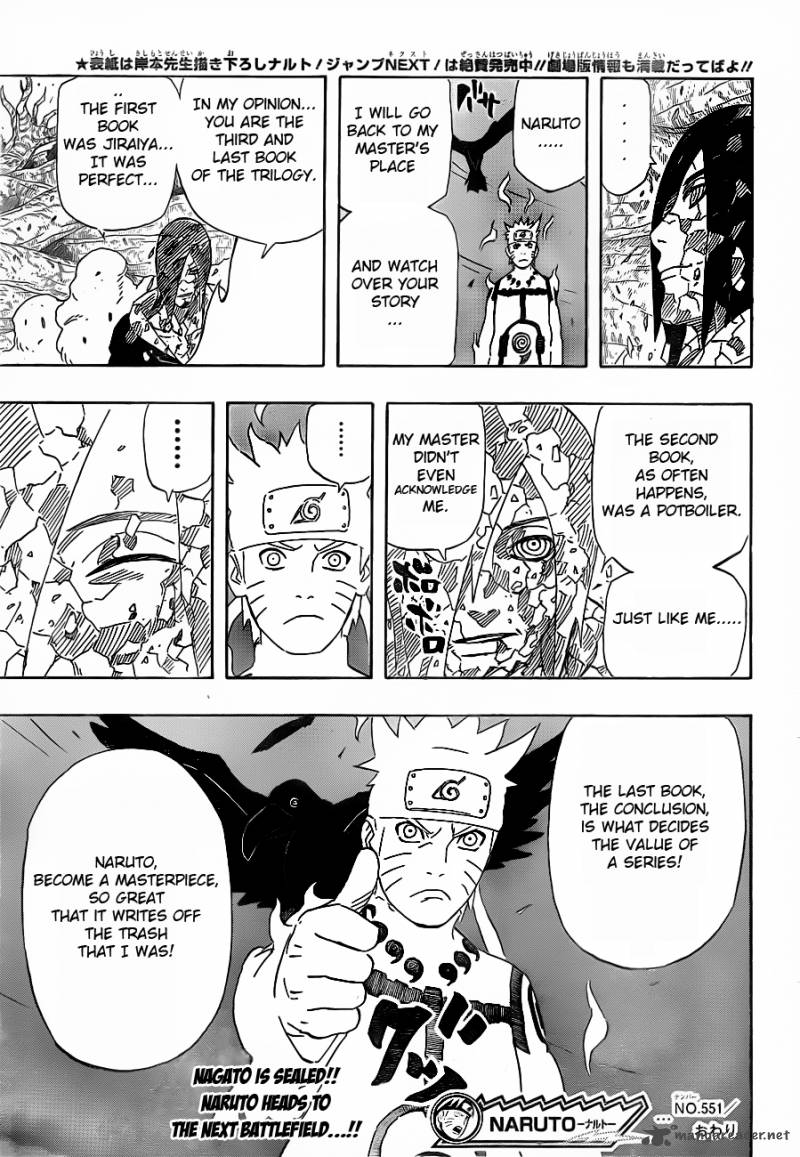 ★表紙は岸本先生描き下ろしナルト！ジャンプNEXT！は絶賛発売中!!劇場版情報も満載だってばよ!!
......
NARUTO
.....
I WILL GO
BACK TO MY
MASTER'S
PLACE
AND WATCH
OVER YOUR
STORY
...
IN MY OPINION...
YOU ARE THE
THIRD AND
LAST BOOK
OF THE
TRILOGY.
..
THE FIRST
BOOK
WAS JIRAIYA...
IT WAS
PERFECT...
THE SECOND
BOOK,
AS OFTEN
HAPPENS,
WAS A POTBOILER.
JUST LIKE ME.....
MY MASTER
DIDN'T
EVEN
ACKNOWLEDGE
ME.
THE LAST BOOK,
THE CONCLUSION,
IS WHAT DECIDES
THE VALUE OF
A SERIES!
NARUTO,
BECOME A MASTERPIECE,
SO GREAT
THAT IT WRITES OFF
THE TRASH
THAT I WAS!
グッ
NAGATO IS SEALED!!
NARUTO HEADS TO
THE NEXT BATTLEFIELD...!!
NARUTO－ナルト－
... NO.551／
おわり
mangareader.net